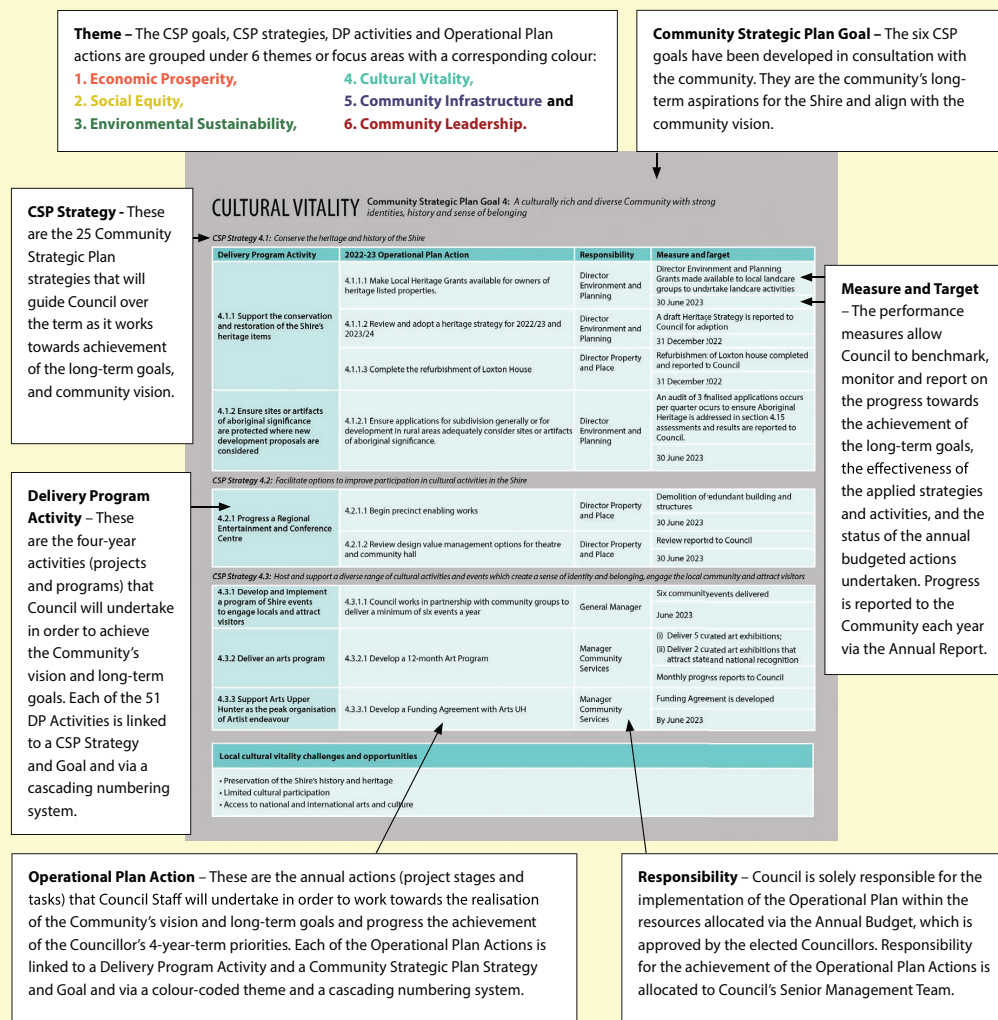 Theme – The CSP goals, CSP strategies, DP activities and Operational Plan
actions are grouped under 6 themes or focus areas with a corresponding colour:
1. Economic Prosperity,
2. Social Equity,
3. Environmental Sustainability,
4. Cultural Vitality,
5. Community Infrastructure and
6. Community Leadership.
Community Strategic Plan Goal – The six CSP
goals have been developed in consultation with
the community. They are the community's long-
term aspirations for the Shire and align with the
community vision.
CSP Strategy - These
are the 25 Community
Strategic Plan
strategies that will
guide Council over
the term as it works
towards achievement
of the long-term goals,
and community vision.
Delivery Program
Activity – These
are the four-year
activities (projects
and programs) that
Council will undertake
in order to achieve
the Community's
vision and long-term
goals. Each of the 51
DP Activities is linked
to a CSP Strategy
and Goal and via a
cascading numbering
system.
CULTURAL VITALITY
Community Strategic Plan Goal 4: A culturally rich and diverse Community with strong
identities, history and sense of belonging
CSP Strategy 4.1: Conserve the heritage and history of the Shire
Delivery Program Activity
2022-23 Operational Plan Action
Responsibility
Measure and Target
4.1.1 Support the conservation
and restoration of the Shire's
heritage items
4.1.1.1 Make Local Heritage Grants available for owners of
heritage listed properties.
Director
Environment and
Planning
Director Environment and Planning
Grants made available to local landcare
groups to undertake landcare activities
30 June 2023
4.1.1.2 Review and adopt a heritage strategy for 2022/23 and
2023/24
Director
Environment and
Planning
A draft Heritage Strategy is reported to
Council for adaption
31 December 2022
4.1.1.3 Complete the refurbishment of Loxton House
Director Property
and Place
Refurbishment of Loxton house completed
and reported to Council
31 December 2022
4.1.2 Ensure sites or artifacts
of aboriginal significance
are protected where new
development proposals are
considered
4.1.2.1 Ensure applications for subdivision generally or for
development in rural areas adequately consider sites or artifacts
of aboriginal significance.
Director
Environment and
Planning
An audit of 3 finalised applications occurs
per quarter occurs to ensure Aboriginal
Heritage is addressed in section 4.15
assessments and results are reported to
Council.
30 June 2023
CSP Strategy 4.2: Facilitate options to improve participation in cultural activities in the Shire
4.2.1 Progress a Regional
Entertainment and Conference
Centre
4.2.1.1 Begin precinct enabling works
Director Property
and Place
Demolition of redundant building and
structures
30 June 2023
4.2.1.2 Review design value management options for theatre
and community hall
Director Property
and Place
Review reported to Council
30 June 2023
CSP Strategy 4.3: Host and support a diverse range of cultural activities and events which create a sense of identity and belonging, engage the local community and attract visitors
4.3.1 Develop and implement
a program of Shire events
to engage locals and attract
visitors
4.3.1.1 Council works in partnership with community groups to
deliver a minimum of six events a year
General Manager
Six community events delivered
June 2023
4.3.2 Deliver an arts program
4.3.2.1 Develop a 12-month Art Program
Manager
Community
Services
(i) Deliver 5 curated art exhibitions;
(ii) Deliver 2 curated art exhibitions that
attract state and national recognition
Monthly progress reports to Council
4.3.3 Support Arts Upper
Hunter as the peak organisation
of Artist endeavour
4.3.3.1 Develop a Funding Agreement with Arts UH
Manager
Community
Services
Funding Agreement is developed
By June 2023
Local cultural vitality challenges and opportunities
• Preservation of the Shire's history and heritage
• Limited cultural participation
• Access to national and international arts and culture
Measure and Target
– The performance
measures allow
Council to benchmark,
monitor and report on
the progress towards
the achievement of
the long-term goals,
the effectiveness of
the applied strategies
and activities, and the
status of the annual
budgeted actions
undertaken. Progress
is reported to the
Community each year
via the Annual Report.
Operational Plan Action – These are the annual actions (project stages and
tasks) that Council Staff will undertake in order to work towards the realisation
of the Community's vision and long-term goals and progress the achievement
of the Councillor's 4-year-term priorities. Each of the Operational Plan Actions is
linked to a Delivery Program Activity and a Community Strategic Plan Strategy
and Goal and via a colour-coded theme and a cascading numbering system.
Responsibility – Council is solely responsible for the
implementation of the Operational Plan within the
resources allocated via the Annual Budget, which is
approved by the elected Councillors. Responsibility
for the achievement of the Operational Plan Actions is
allocated to Council's Senior Management Team.